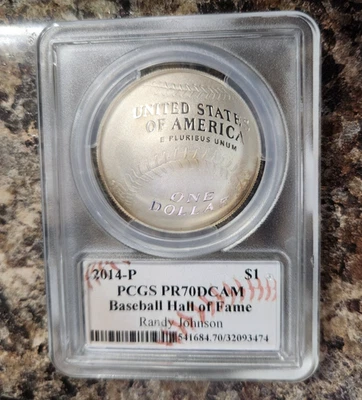 UNITED STATES
OF AMERICA
E PLURIBUS UNUM
ONE
DOLLAR
2014-P $1
PCGS PR70DCAM
Baseball Hall of Fame
Randy Johnson
541684.70/32093474